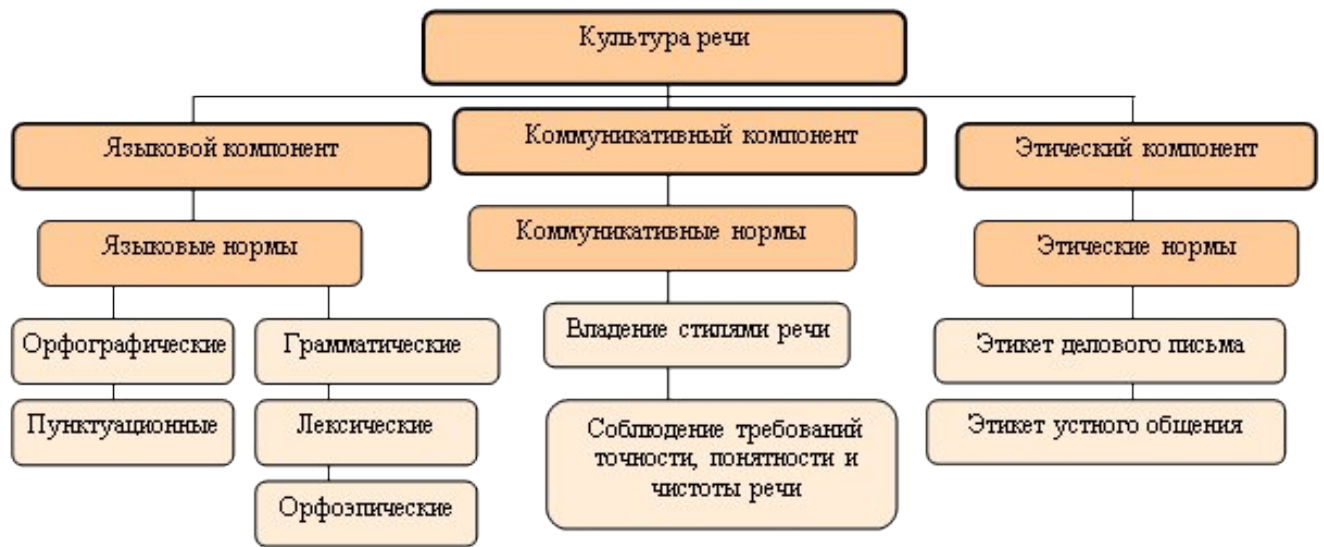 Культура речи
Языковой компонент
Коммуникативный компонент
Этический компонент
Языковые нормы
Коммуникативные нормы
Этические нормы
Орфографические
Грамматические
Владение стилями речи
Этикет делового письма
Пунктуационные
Лексические
Соблюдение требований
точности, понятности и
чистоты речи
Этикет устного общения
Орфоэпические